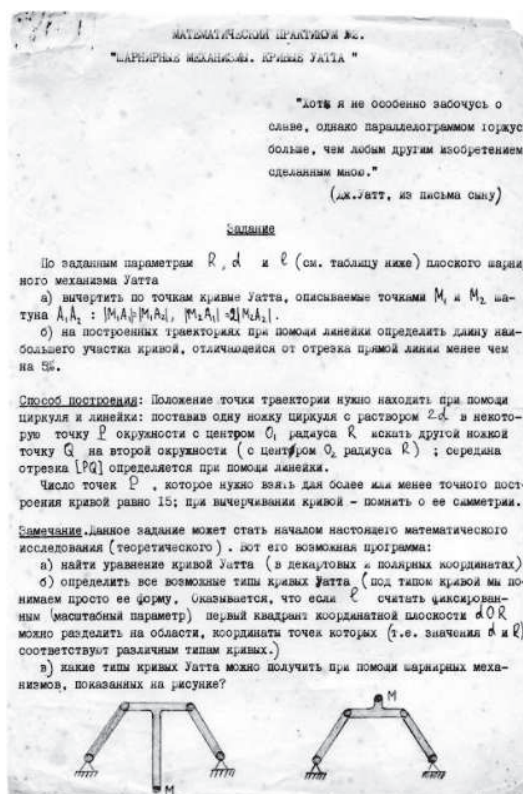 МАТЕМАТИЧЕСКИЙ ПРАКТИКУМ №2.
"ШАРНИРНЫЕ МЕХАНИЗМЫ. КРИВЫЕ УАТТА"
"Хотя я не особенно забочусь о
славе, однако параллелограммом горжусь
больше, чем любым другим изобретением
сделанным мною."
(Дж.Уатт, из письма сыну)
Задание
По заданным параметрам R, d и ℓ (см. таблицу ниже) плоского шарнир
ного механизма Уатта
а) вычертить по точкам кривые Уатта, описываемые точками M₁ и M₂ ша-
туна A₁A₂ : |M₁A₁|=|M₁A₂|, |M₂A₁|=2|M₂A₂|.
б) на построенных траекториях при помощи линейки определить длину наи-
большего участка кривой, отличающейся от отрезка прямой линии менее чем
на 5%.
Способ построения: Положение точки траектории нужно находить при помощи
циркуля и линейки: поставив одну ножку циркуля с раствором 2d в некото-
рую точку P окружности с центром O₁ радиуса R искать другой ножкой
точку Q на второй окружности (с центром O₂ радиуса R) ; середина
отрезка [PQ] определяется при помощи линейки.
Число точек P , которое нужно взять для более или менее точного пост-
роения кривой равно 15; при вычерчивании кривой - помнить о ее симметрии.
Замечание.Данное задание может стать началом настоящего математического
исследования (теоретического). Вот его возможная программа:
а) найти уравнение кривой Уатта (в декартовых и полярных координатах)
б) определить все возможные типы кривых Уатта (под типом кривой мы по-
нимаем просто ее форму. Оказывается, что если ℓ считать фиксирован-
ным (масштабный параметр) первый квадрант координатной плоскости dOR
можно разделить на области, координаты точек которых (т.е. значения d и R)
соответствуют различным типам кривых.)
в) какие типы кривых Уатта можно получить при помощи шарнирных меха-
низмов, показанных на рисунке?
M
M